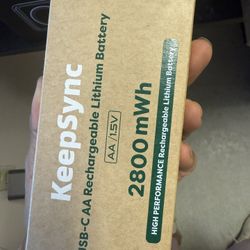 KeepSync
USB-C AA Rechargeable Lithium Battery
AA /1.5V
2800 mWh
HIGH PERFORMANCE Rechargeable Lithium Battery